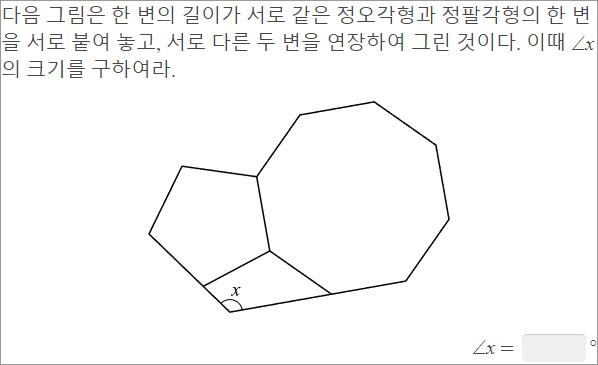 다음 그림은 한 변의 길이가 서로 같은 정오각형과 정팔각형의 한 변
을 서로 붙여 놓고, 서로 다른 두 변을 연장하여 그린 것이다. 이때 ∠x
의 크기를 구하여라.
x
∠x = °